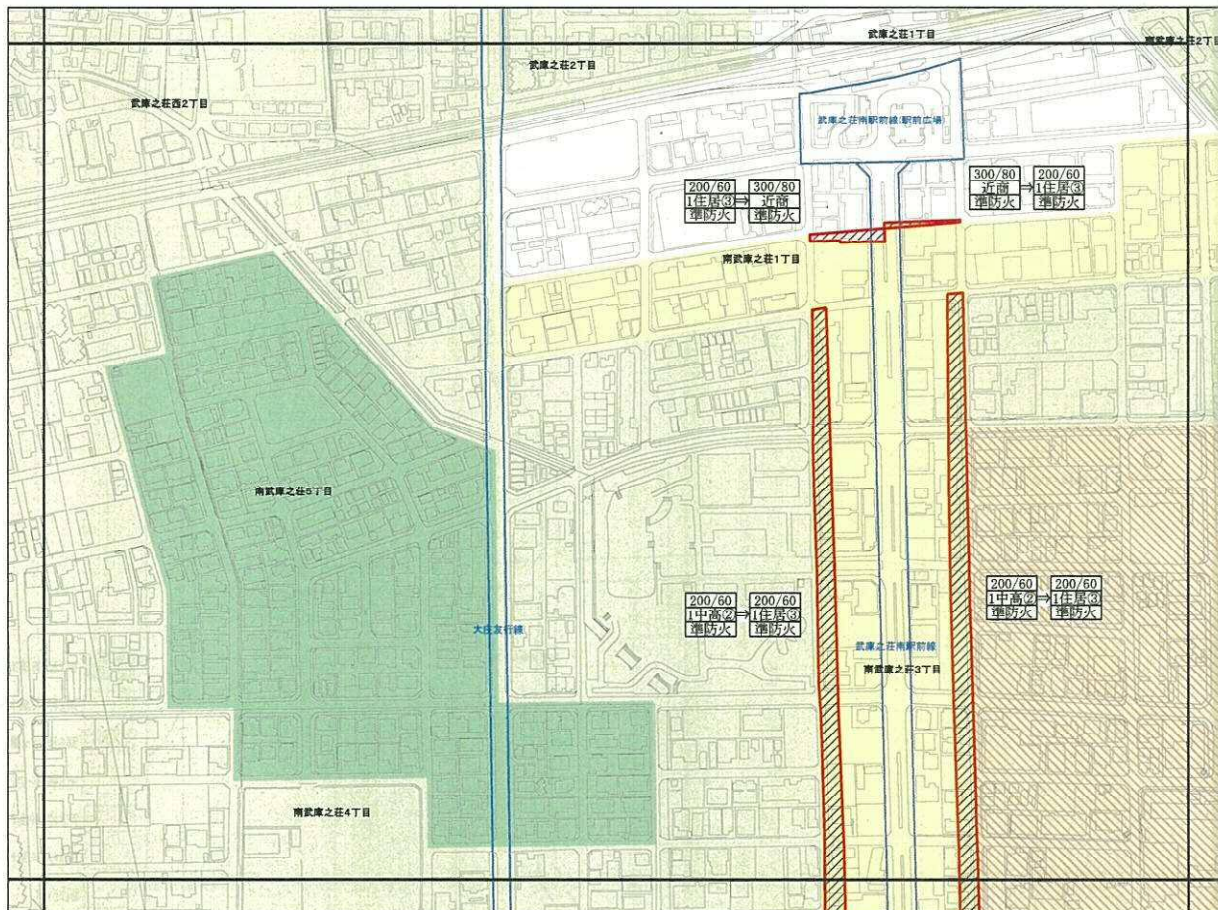 武庫之荘1丁目
南武庫之荘2丁目
武庫之荘2丁目
武庫之荘西2丁目
武庫之荘南駅前線(駅前広場)
200/60
1住居③
準防火
⇒
300/80
近商
準防火
300/80
近商
準防火
⇒
200/60
1住居③
準防火
南武庫之荘1丁目
南武庫之荘5丁目
200/60
1中高②
準防火
⇒
200/60
1住居③
準防火
200/60
1中高②
準防火
⇒
200/60
1住居③
準防火
大庄友行線
武庫之荘南駅前線
南武庫之荘3丁目
南武庫之荘4丁目